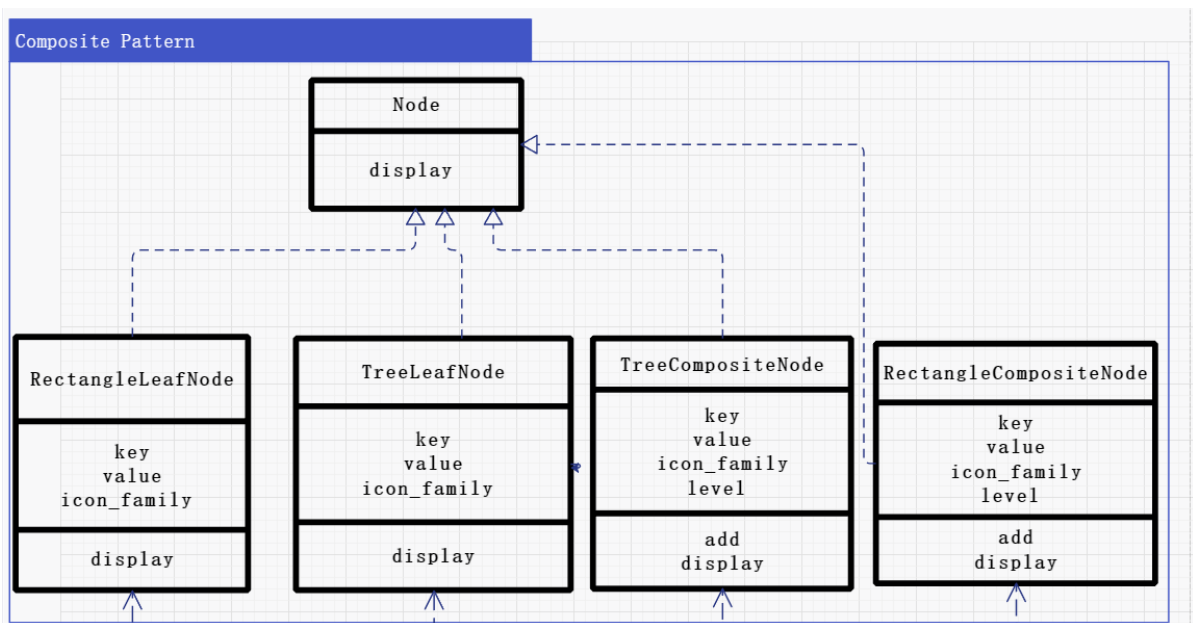 Composite Pattern
Node
display
RectangleLeafNode
key
value
icon_family
display
TreeLeafNode
key
value
icon_family
display
TreeCompositeNode
key
value
icon_family
level
add
display
RectangleCompositeNode
key
value
icon_family
level
add
display